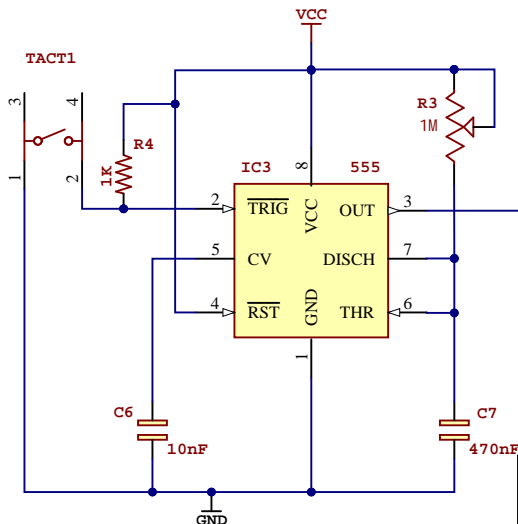 VCC
TACT1
3
4
R3
1M
R4
1K
1
2
IC3
555
8
2
TRIG
VCC
OUT
3
5
CV
DISCH
7
4
RST
GND
THR
6
1
C6
10nF
C7
470nF
GND